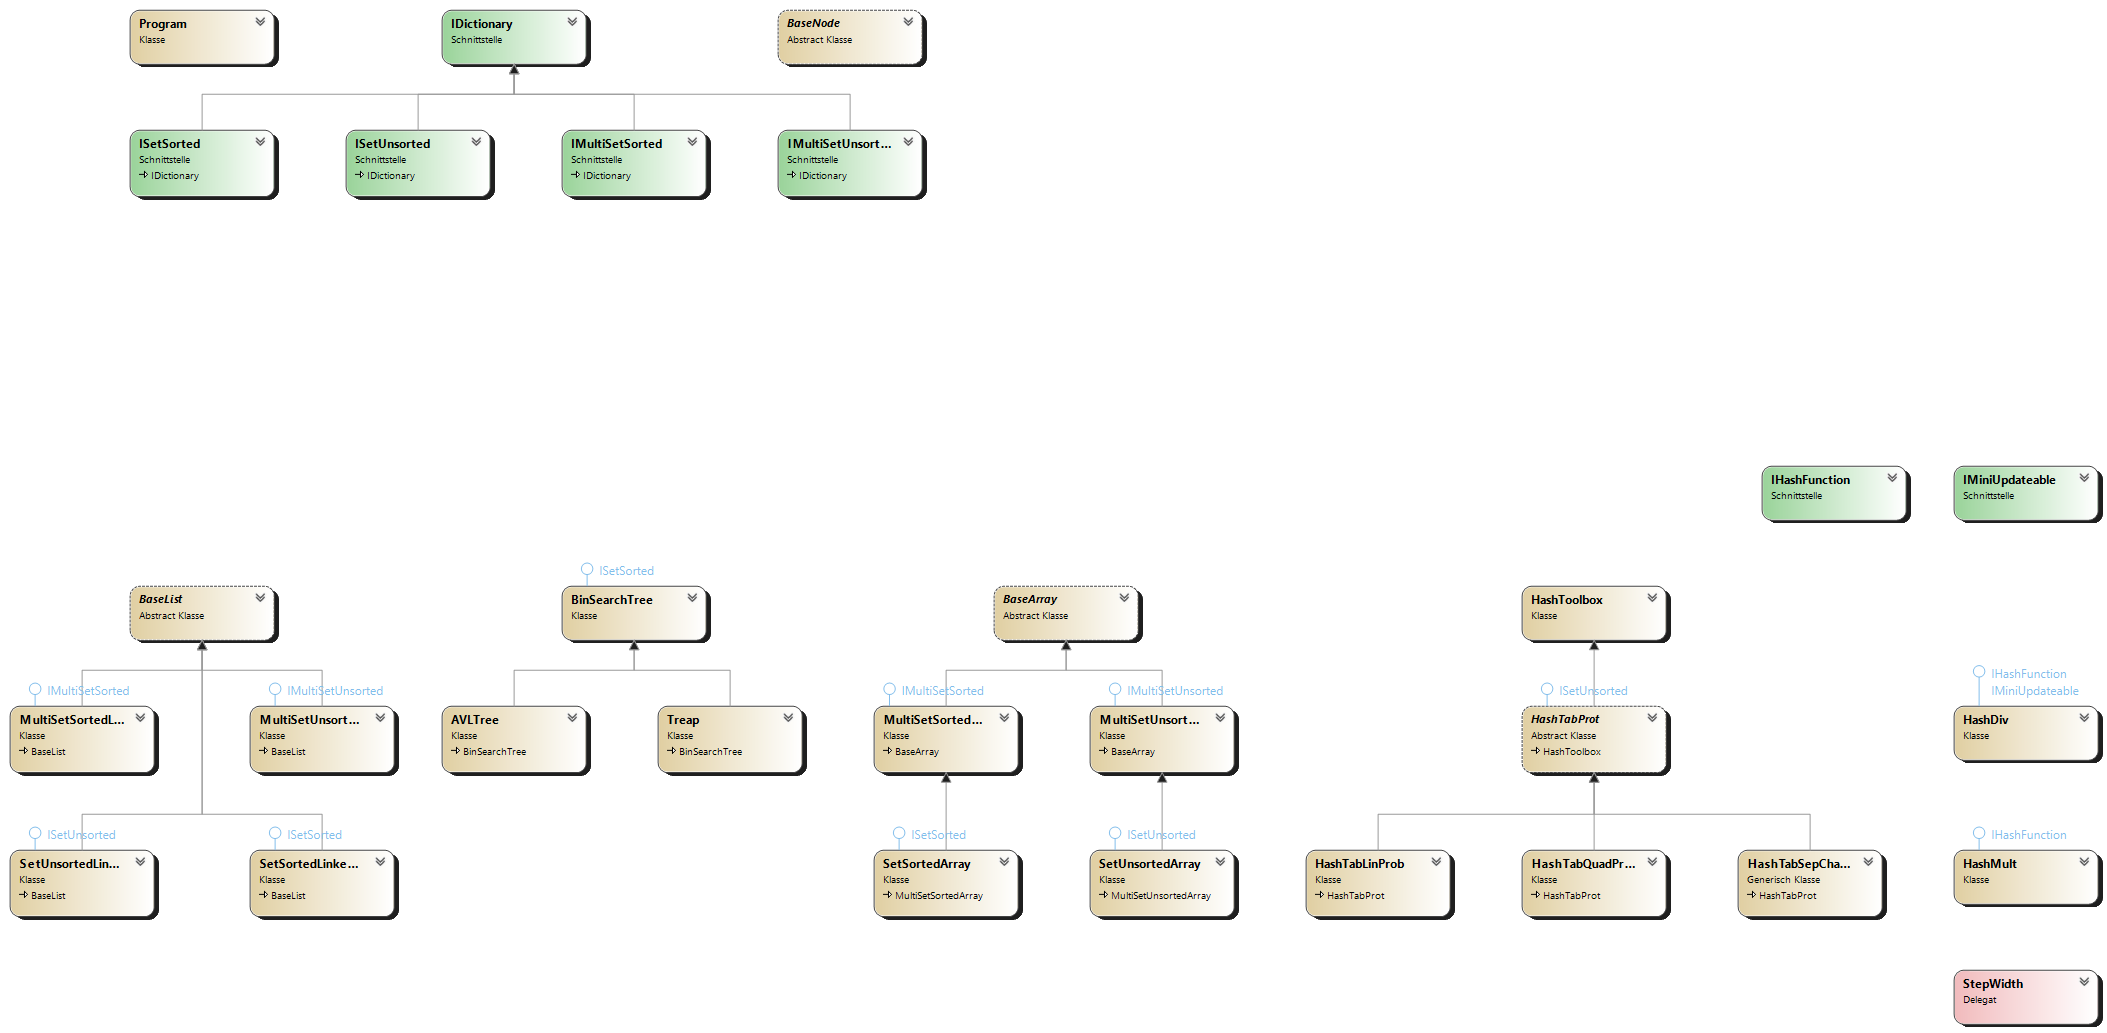 Program
Klasse
IDictionary
Schnittstelle
BaseNode
Abstract Klasse
ISetSorted
Schnittstelle
IDictionary
ISetUnsorted
Schnittstelle
IDictionary
IMultiSetSorted
Schnittstelle
IDictionary
IMultiSetUnsort...
Schnittstelle
IDictionary
IHashFunction
Schnittstelle
IMiniUpdateable
Schnittstelle
BaseList
Abstract Klasse
ISetSorted
BinSearchTree
Klasse
BaseArray
Abstract Klasse
HashToolbox
Klasse
IMultiSetSorted
MultiSetSortedL...
Klasse
BaseList
IMultiSetUnsorted
MultiSetUnsort...
Klasse
BaseList
AVLTree
Klasse
BinSearchTree
Treap
Klasse
BinSearchTree
IMultiSetSorted
MultiSetSorted...
Klasse
BaseArray
IMultiSetUnsorted
MultiSetUnsort...
Klasse
BaseArray
ISetUnsorted
HashTabProt
Abstract Klasse
HashToolbox
IHashFunction
IMiniUpdateable
HashDiv
Klasse
ISetUnsorted
SetUnsortedLin...
Klasse
BaseList
ISetSorted
SetSortedLinke...
Klasse
BaseList
ISetSorted
SetSortedArray
Klasse
MultiSetSortedArray
ISetUnsorted
SetUnsortedArray
Klasse
MultiSetUnsortedArray
HashTabLinProb
Klasse
HashTabProt
HashTabQuadPr...
Klasse
HashTabProt
HashTabSepCha...
Generisch Klasse
HashTabProt
IHashFunction
HashMult
Klasse
StepWidth
Delegat